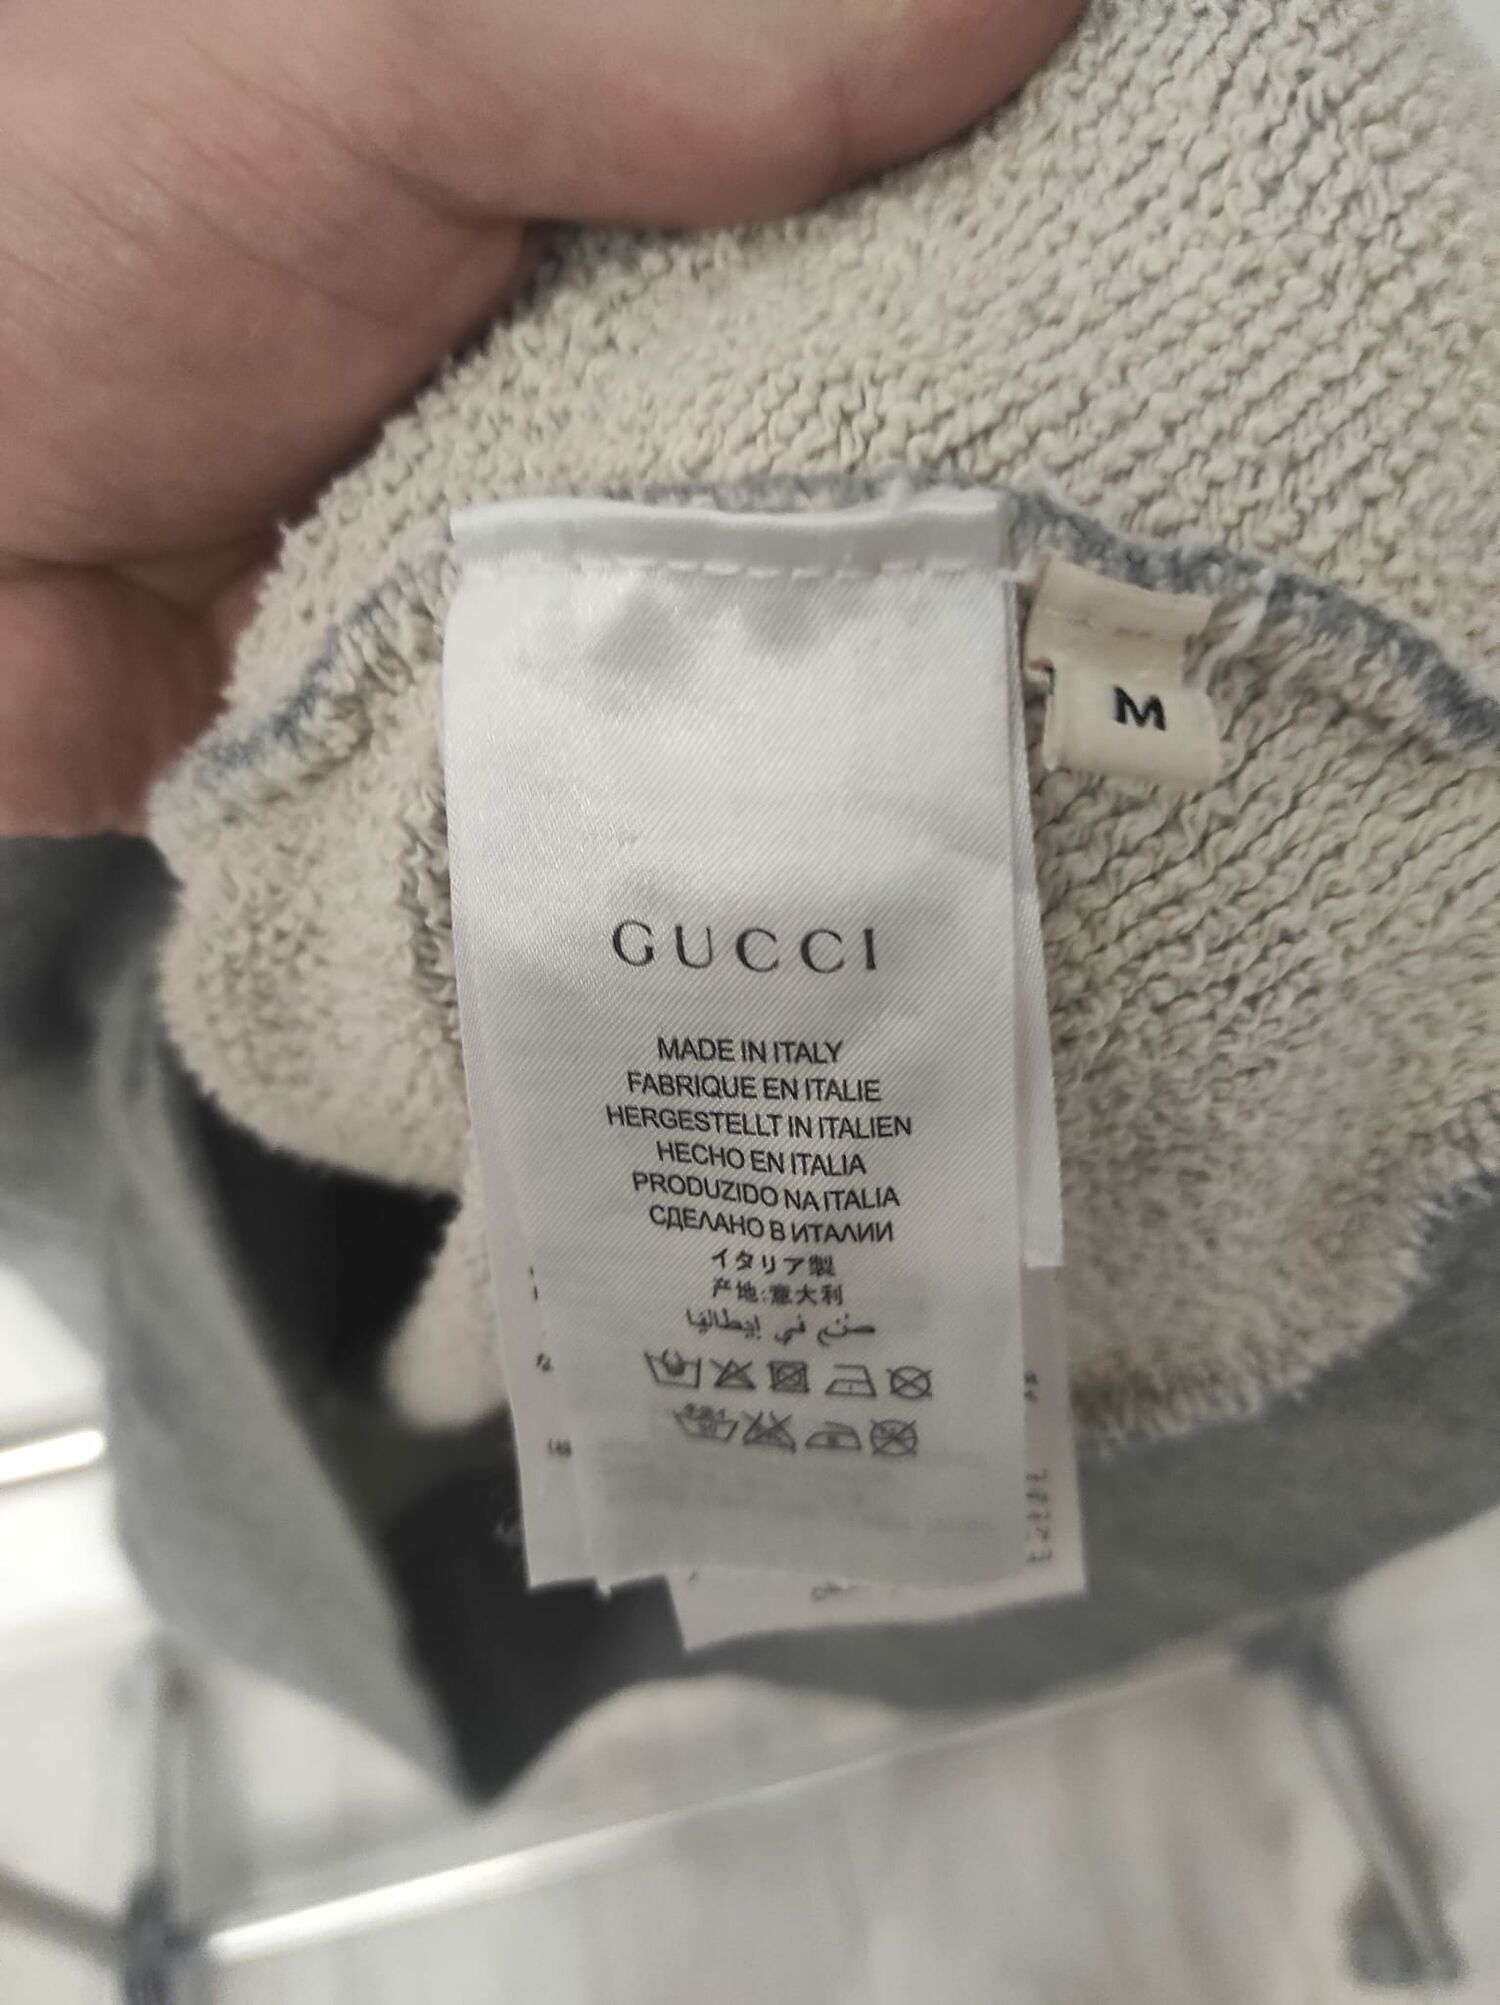 M
GUCCI
MADE IN ITALY
FABRIQUE EN ITALIE
HERGESTELLT IN ITALIEN
HECHO EN ITALIA
PRODUZIDO NA ITALIA
СДЕЛАНО В ИТАЛИИ
イタリア製
产地:意大利
صنع في إيطاليا